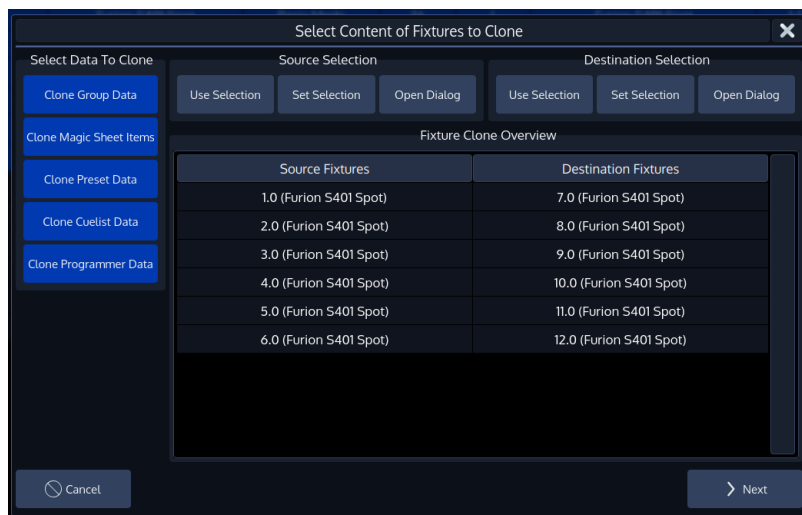 Select Content of Fixtures to Clone
Select Data To Clone
Source Selection
Destination Selection
Clone Group Data
Use Selection
Set Selection
Open Dialog
Use Selection
Set Selection
Open Dialog
Clone Magic Sheet Items
Fixture Clone Overview
Source Fixtures
Destination Fixtures
Clone Preset Data
1.0 (Furion S401 Spot)
7.0 (Furion S401 Spot)
Clone Cuelist Data
2.0 (Furion S401 Spot)
8.0 (Furion S401 Spot)
3.0 (Furion S401 Spot)
9.0 (Furion S401 Spot)
Clone Programmer Data
4.0 (Furion S401 Spot)
10.0 (Furion S401 Spot)
5.0 (Furion S401 Spot)
11.0 (Furion S401 Spot)
6.0 (Furion S401 Spot)
12.0 (Furion S401 Spot)
Cancel
Next